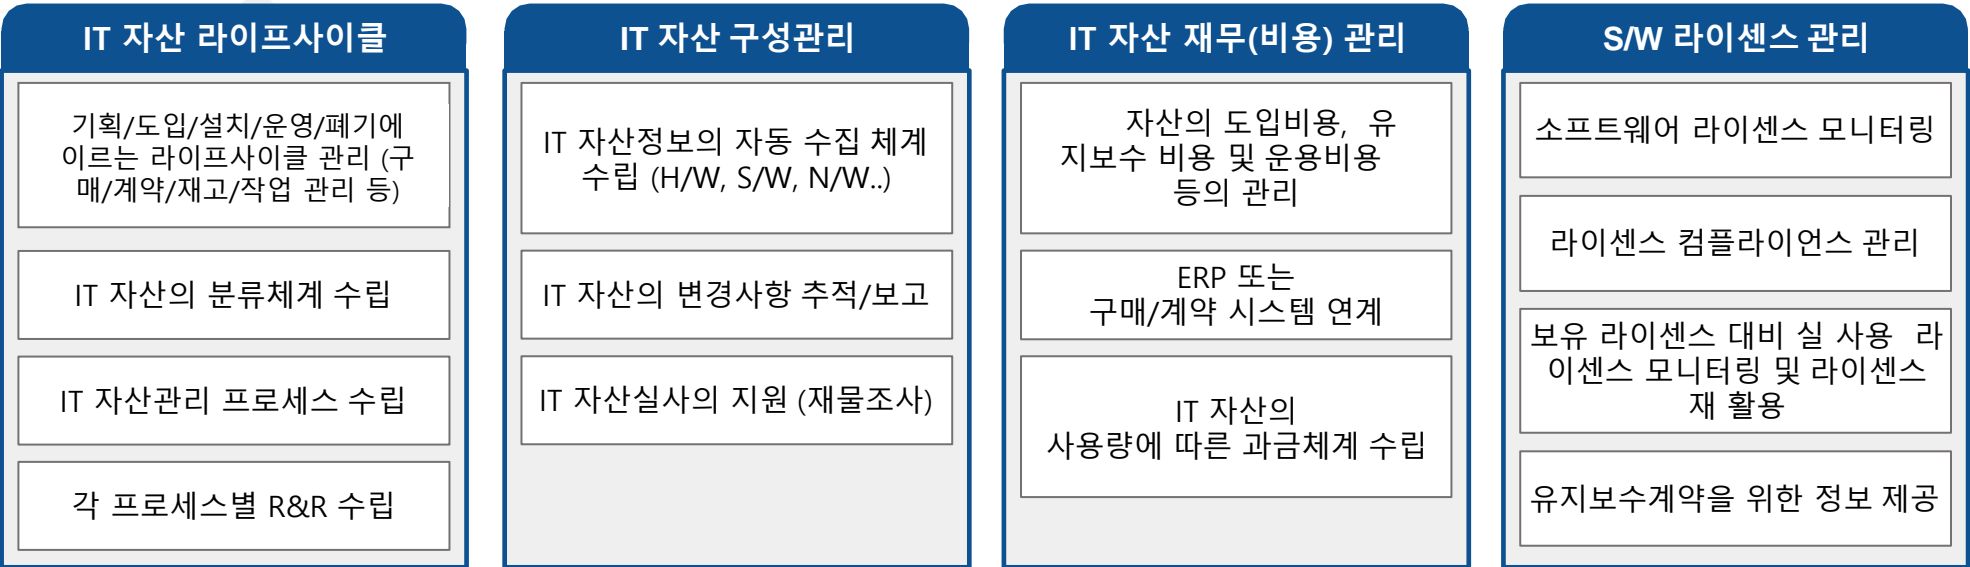 IT 자산 라이프사이클
기획/도입/설치/운영/폐기에
이르는 라이프사이클 관리 (구
매/계약/재고/작업 관리 등)
IT 자산의 분류체계 수립
IT 자산관리 프로세스 수립
각 프로세스별 R&R 수립
IT 자산 구성관리
IT 자산정보의 자동 수집 체계
수립 (H/W, S/W, N/W..)
IT 자산의 변경사항 추적/보고
IT 자산실사의 지원 (재물조사)
IT 자산 재무(비용) 관리
자산의 도입비용, 유
지보수 비용 및 운용비용
등의 관리
ERP 또는
구매/계약 시스템 연계
IT 자산의
사용량에 따른 과금체계 수립
S/W 라이센스 관리
소프트웨어 라이센스 모니터링
라이센스 컴플라이언스 관리
보유 라이센스 대비 실 사용 라
이센스 모니터링 및 라이센스
재 활용
유지보수계약을 위한 정보 제공